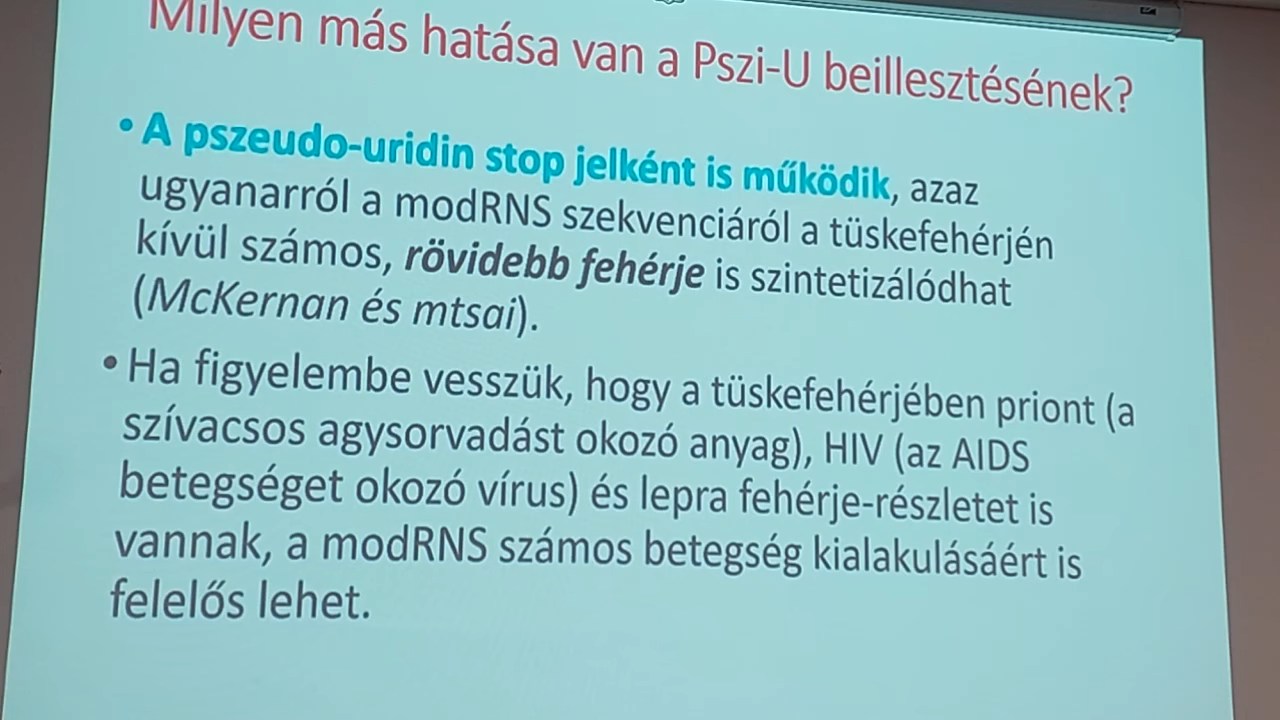 Milyen más hatása van a Pszi-U beillesztésének?
• A pszeudo-uridin stop jelként is működik, azaz
ugyanarról a modRNS szekvenciáról a tüskefehérjén
kívül számos, rövidebb fehérje is szintetizálódhat
(McKernan és mtsai).
• Ha figyelembe vesszük, hogy a tüskefehérjében priont (a
szívacsos agysorvadást okozó anyag), HIV (az AIDS
betegséget okozó vírus) és lepra fehérje-részletet is
vannak, a modRNS számos betegség kialakulásáért is
felelős lehet.